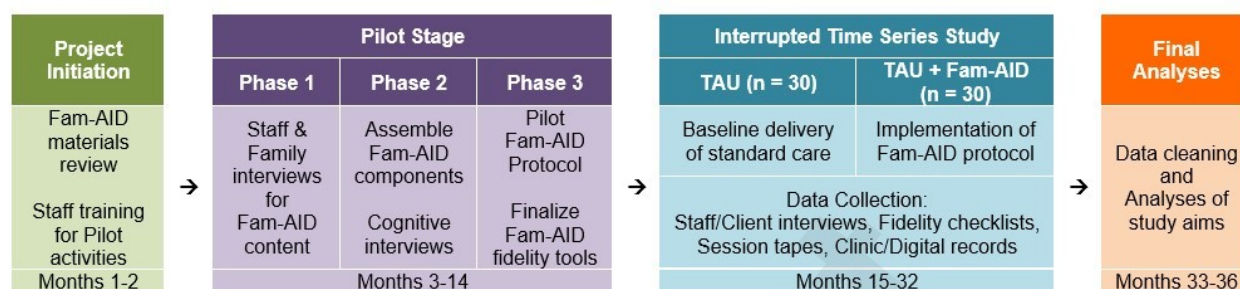 Project
Initiation
Fam-AID
materials
review
Staff training
for Pilot
activities
Months 1-2
➔
Pilot Stage
Phase 1
Staff &
Family
interviews
for
Fam-AID
content
Phase 2
Assemble
Fam-AID
components
Cognitive
interviews
Phase 3
Pilot
Fam-AID
Protocol
Finalize
Fam-AID
fidelity tools
Months 3-14
➔
Interrupted Time Series Study
TAU (n = 30)
Baseline delivery
of standard care
TAU + Fam-AID
(n = 30)
Implementation of
Fam-AID protocol
Data Collection:
Staff/Client interviews, Fidelity checklists,
Session tapes, Clinic/Digital records
Months 15-32
➔
Final
Analyses
Data cleaning
and
Analyses of
study aims
Months 33-36